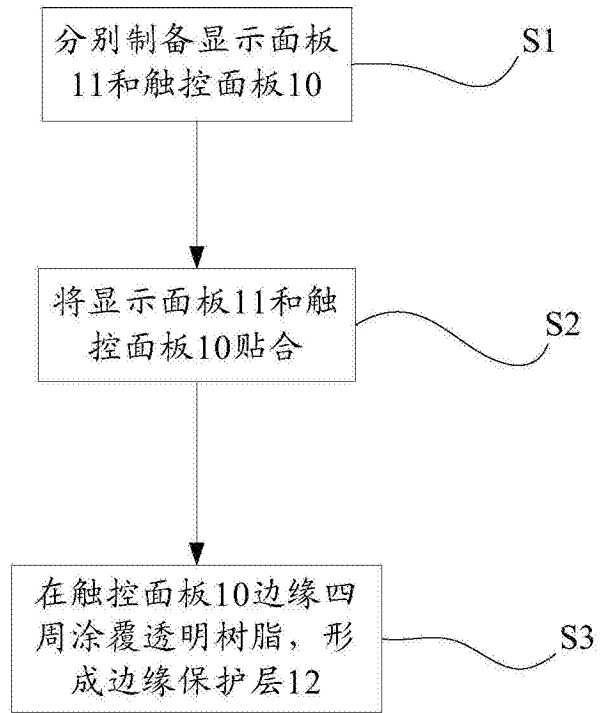 分别制备显示面板
11和触控面板10
S1
将显示面板11和触
控面板10贴合
S2
在触控面板10边缘四
周涂覆透明树脂，形
成边缘保护层12
S3